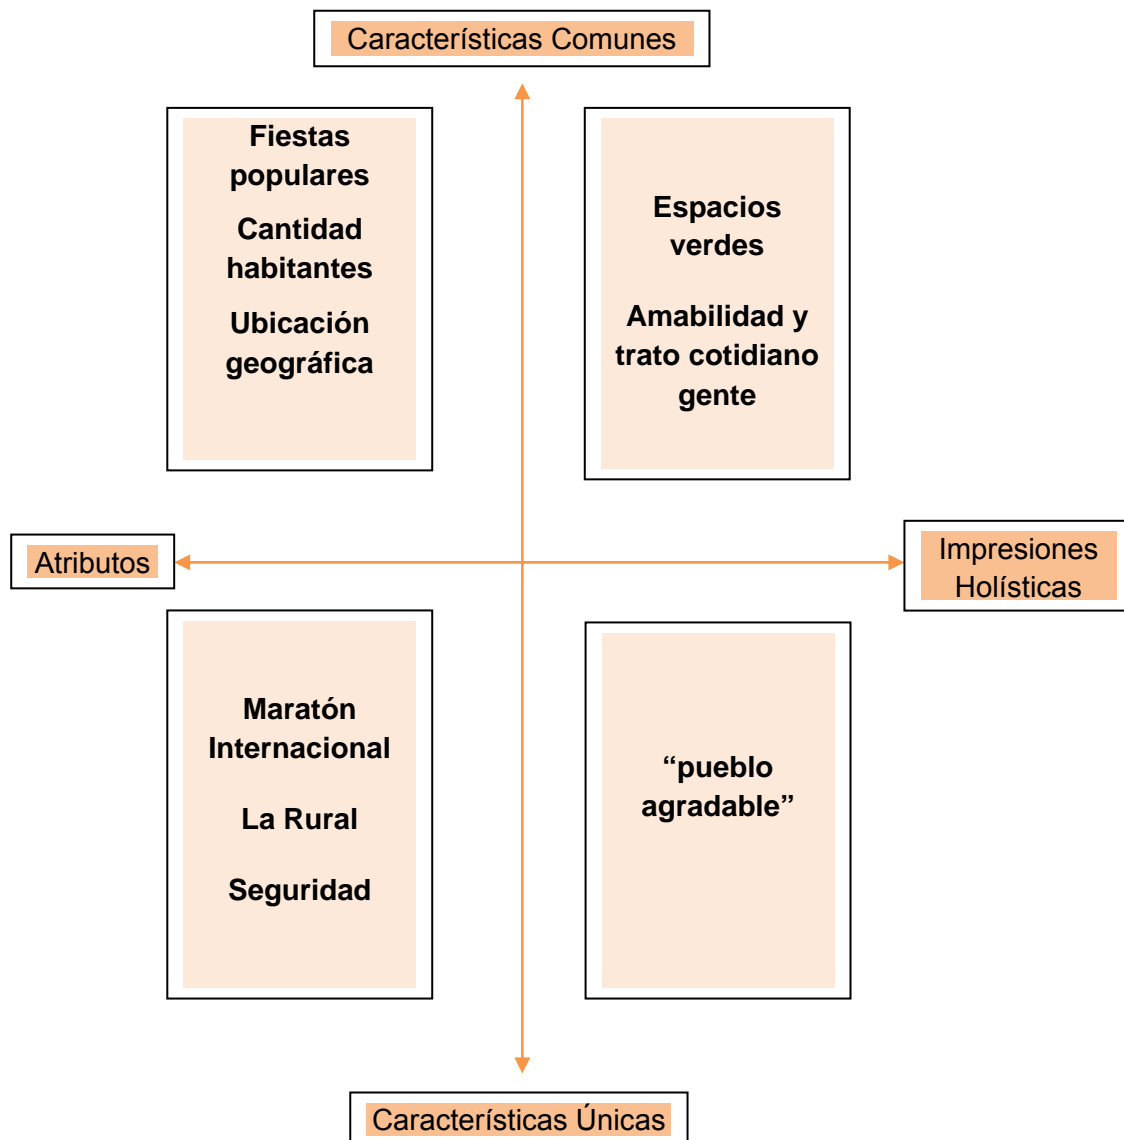 Características Comunes
Fiestas
populares
Cantidad
habitantes
Ubicación
geográfica
Espacios
verdes
Amabilidad y
trato cotidiano
gente
Atributos
Impresiones
Holísticas
Maratón
Internacional
La Rural
Seguridad
“pueblo
agradable”
Características Únicas